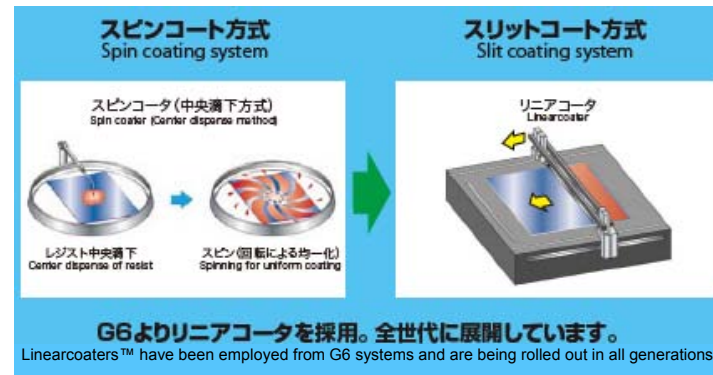 スピンコート方式
Spin coating system
スピンコータ(中央滴下方式)
Spin coater (Center dispense method)
レジスト中央滴下
Center dispense of resist
スピン(回転による均一化)
Spinning for uniform coating
スリットコート方式
Slit coating system
リニアコータ
Linearcoater
G6よりリニアコータを採用。全世代に展開しています。
Linearcoaters™ have been employed from G6 systems and are being rolled out in all generations